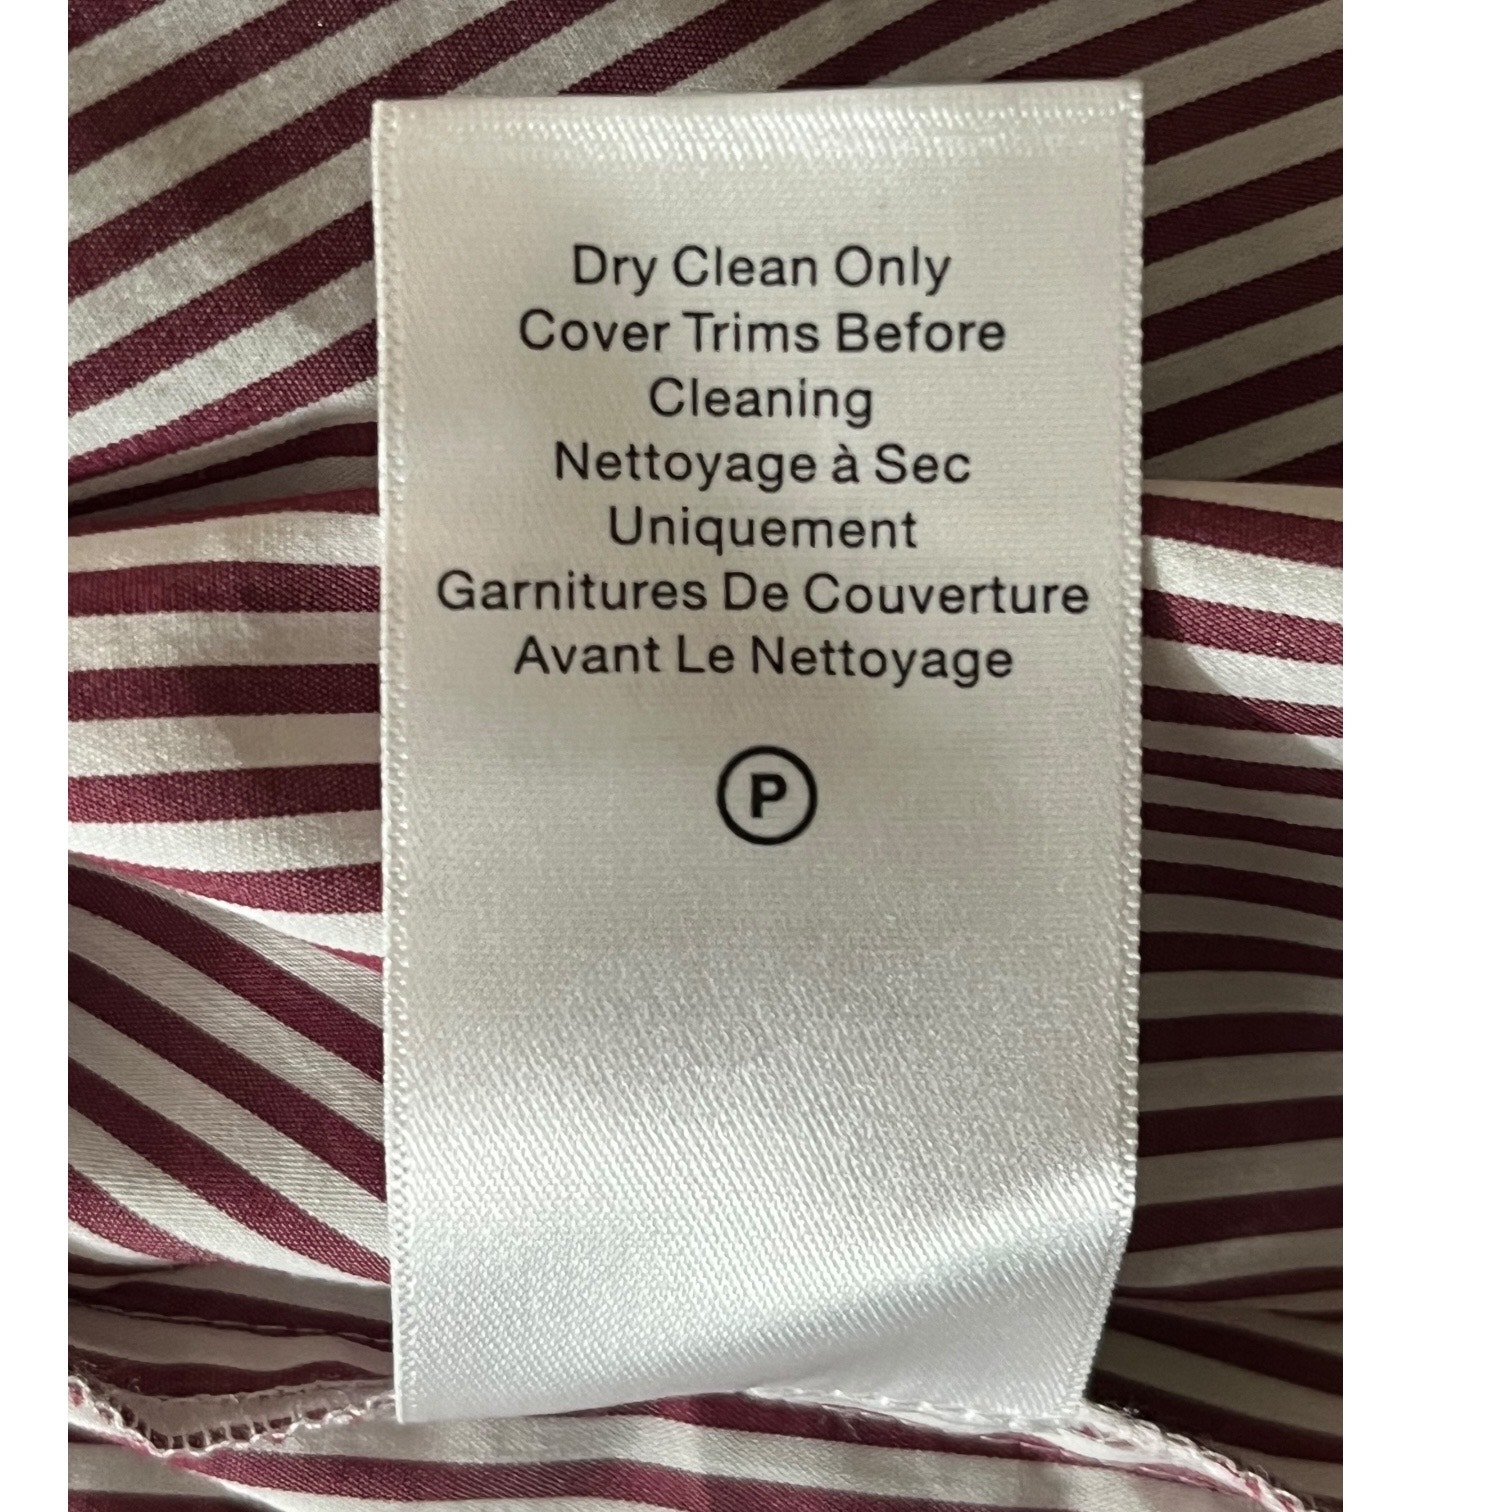 Dry Clean Only
Cover Trims Before
Cleaning
Nettoyage à Sec
Uniquement
Garnitures De Couverture
Avant Le Nettoyage
P